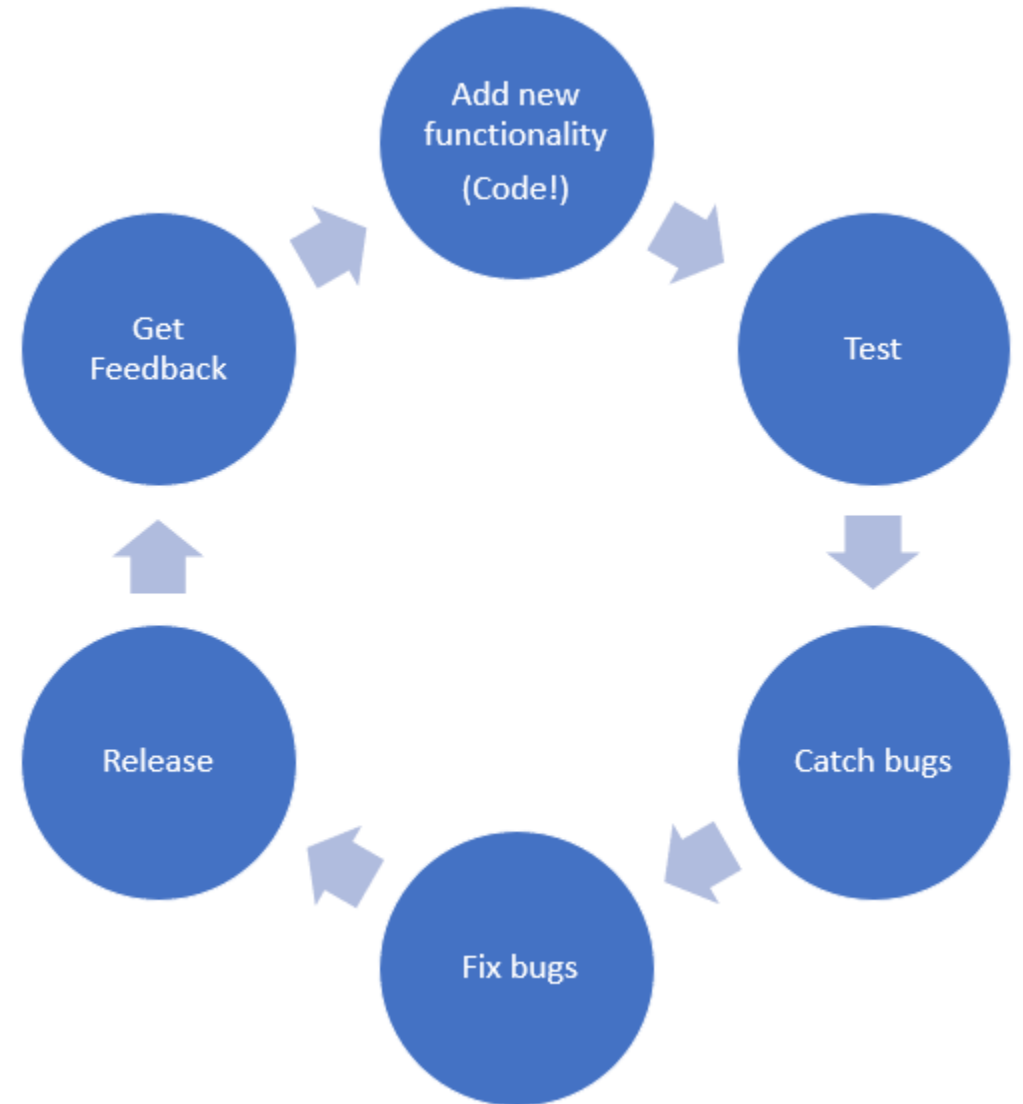 Add new
functionality
(Code!)
Test
Catch bugs
Fix bugs
Release
Get
Feedback